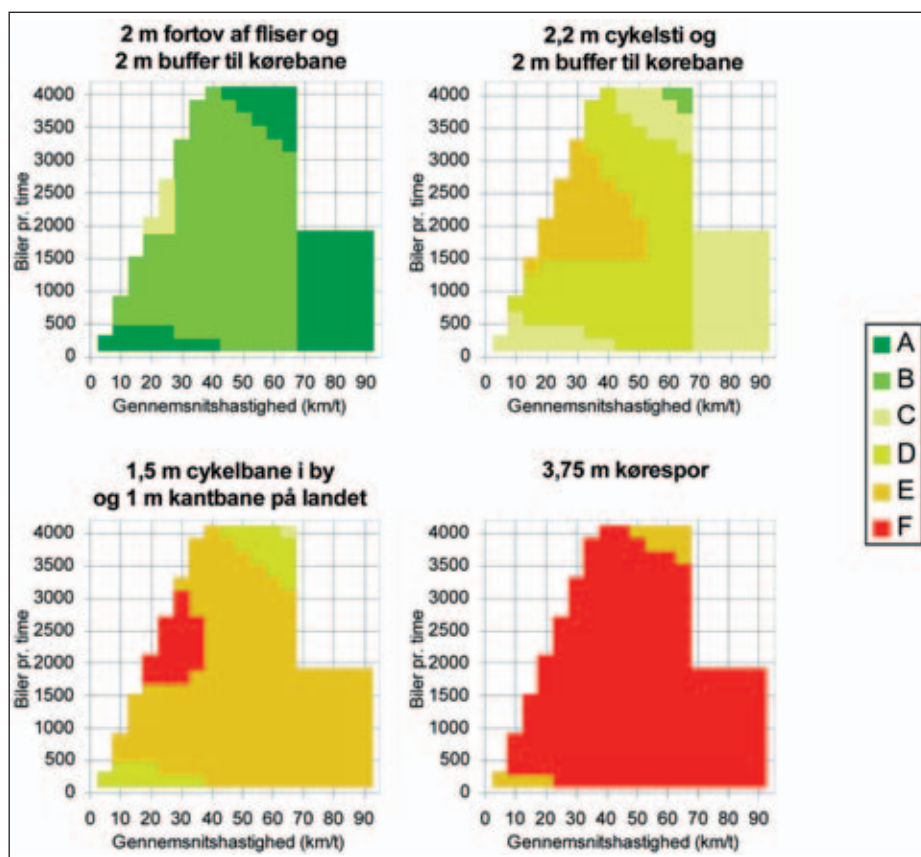 2 m fortov af fliser og
2 m buffer til kørebane
Biler pr. time
4000
3500
3000
2500
2000
1500
1000
500
0
0 10 20 30 40 50 60 70 80 90
Gennemsnitshastighed (km/t)
2,2 m cykelsti og
2 m buffer til kørebane
Biler pr. time
4000
3500
3000
2500
2000
1500
1000
500
0
0 10 20 30 40 50 60 70 80 90
Gennemsnitshastighed (km/t)
A
B
C
D
E
F
1,5 m cykelbane i by
og 1 m kantbane på landet
Biler pr. time
4000
3500
3000
2500
2000
1500
1000
500
0
0 10 20 30 40 50 60 70 80 90
Gennemsnitshastighed (km/t)
3,75 m kørespor
Biler pr. time
4000
3500
3000
2500
2000
1500
1000
500
0
0 10 20 30 40 50 60 70 80 90
Gennemsnitshastighed (km/t)